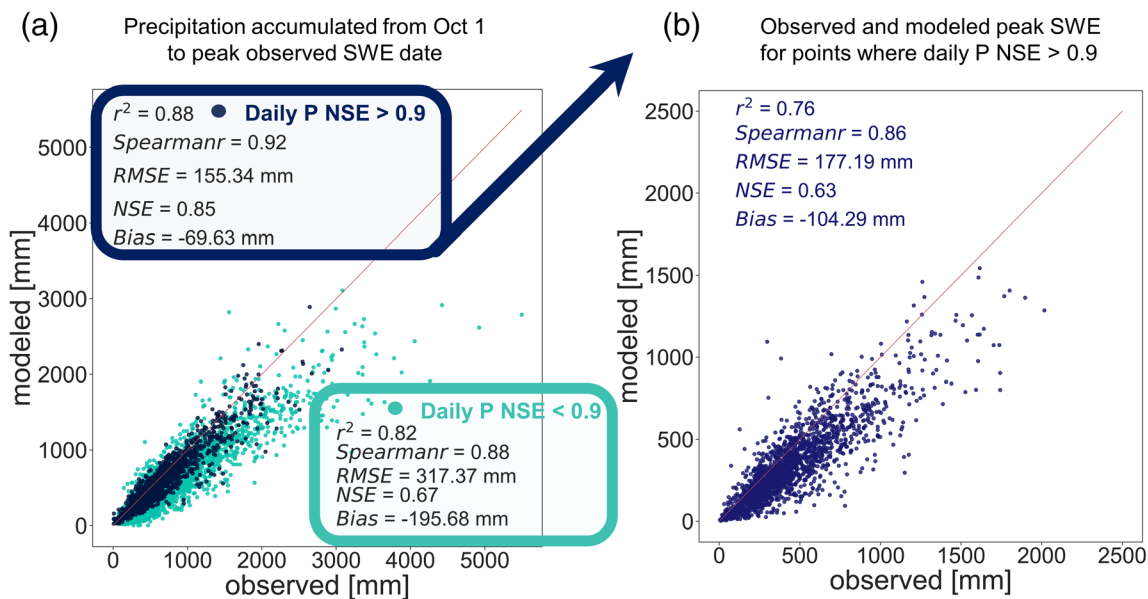 (a)
Precipitation accumulated from Oct 1
to peak observed SWE date
r² = 0.88
Daily P NSE > 0.9
Spearmanr = 0.92
RMSE = 155.34 mm
NSE = 0.85
Bias = -69.63 mm
Daily P NSE < 0.9
r² = 0.82
Spearmanr = 0.88
RMSE = 317.37 mm
NSE = 0.67
Bias = -195.68 mm
modeled [mm]
5000
4000
3000
2000
1000
0
0 1000 2000 3000 4000 5000
observed [mm]
(b)
Observed and modeled peak SWE
for points where daily P NSE > 0.9
r² = 0.76
Spearmanr = 0.86
RMSE = 177.19 mm
NSE = 0.63
Bias = -104.29 mm
modeled [mm]
2500
2000
1500
1000
500
0
0 500 1000 1500 2000 2500
observed [mm]